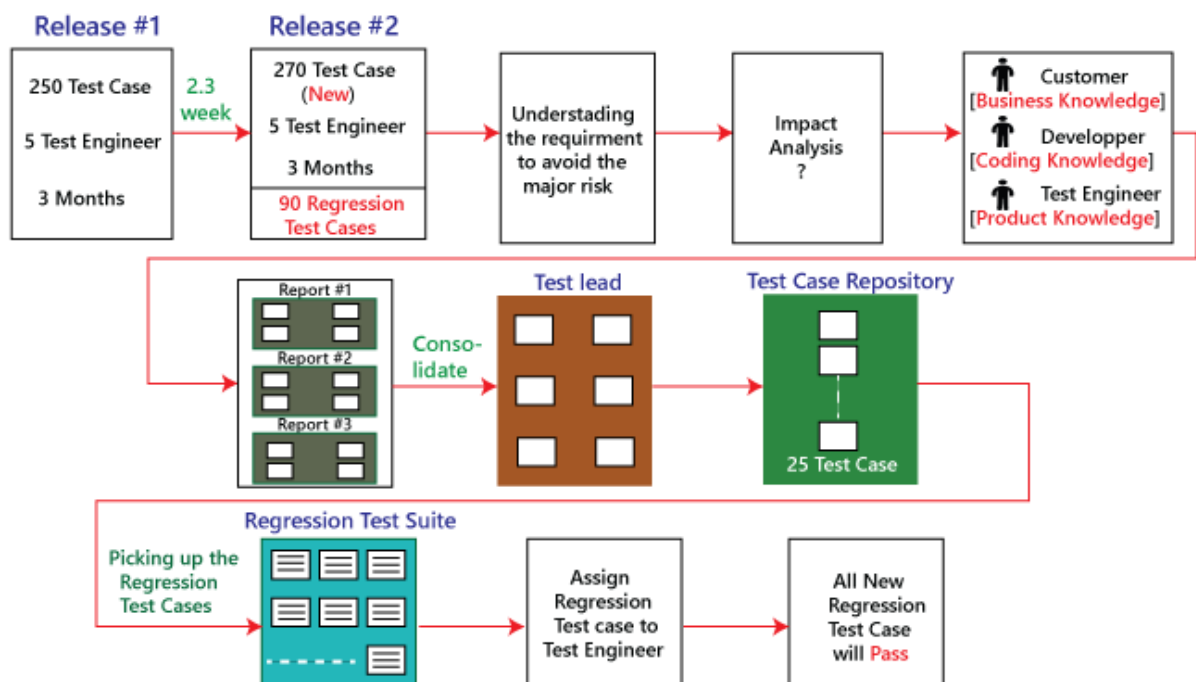 Release #1
250 Test Case
5 Test Engineer
3 Months
2.3
week
Release #2
270 Test Case
(New)
5 Test Engineer
3 Months
90 Regression
Test Cases
Understading
the requirment
to avoid the
major risk
Impact
Analysis
?
Customer
[Business Knowledge]
Developper
[Coding Knowledge]
Test Engineer
[Product Knowledge]
Report #1
Report #2
Report #3
Conso-
lidate
Test lead
Test Case Repository
25 Test Case
Picking up the
Regression
Test Cases
Regression Test Suite
Assign
Regression
Test case to
Test Engineer
All New
Regression
Test Case
will Pass